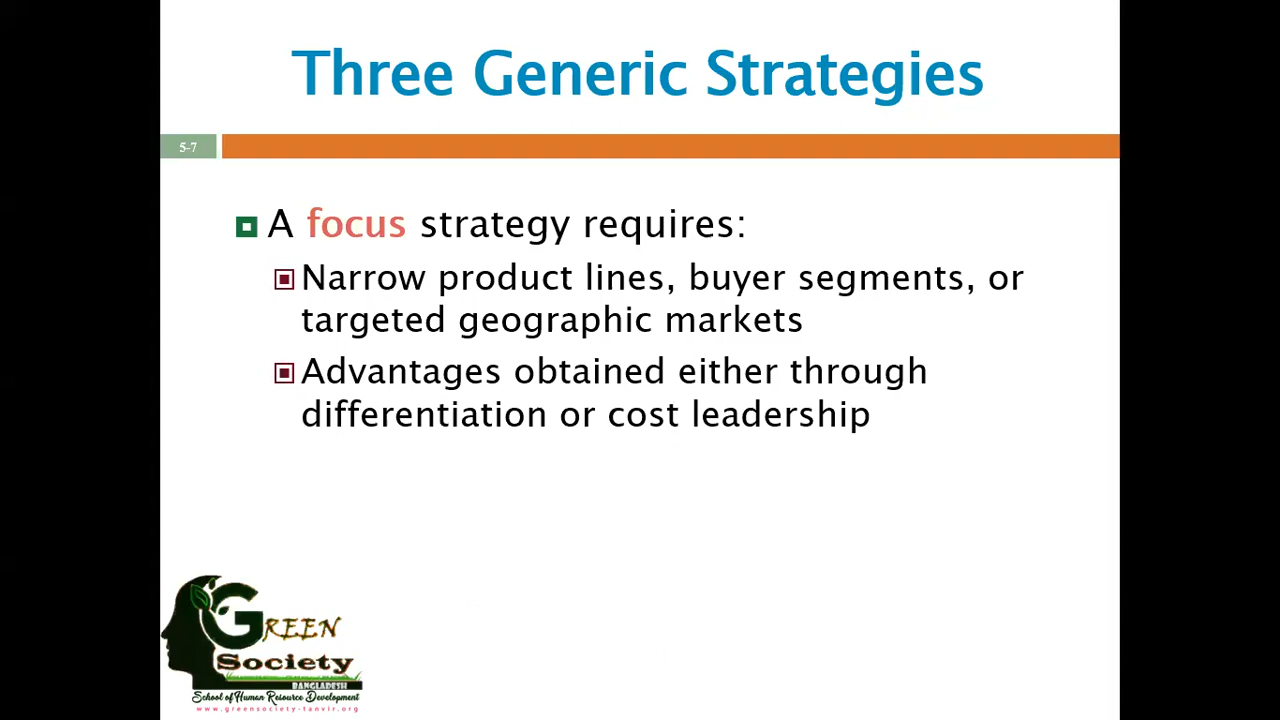 Three Generic Strategies
5-7
A focus strategy requires:
Narrow product lines, buyer segments, or
targeted geographic markets
Advantages obtained either through
differentiation or cost leadership
GREEN
Society
BANGLADESH
School of Human Resource Development
www.greensociety-tanvir.org